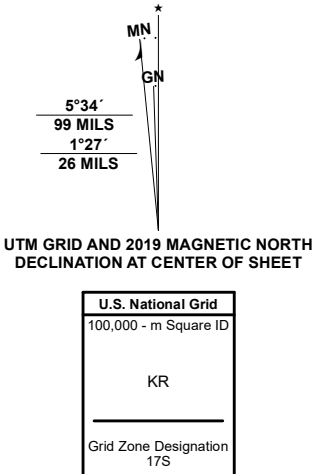 ★
MN
GN
5°34´
99 MILS
1°27´
26 MILS
UTM GRID AND 2019 MAGNETIC NORTH
DECLINATION AT CENTER OF SHEET
U.S. National Grid
100,000 - m Square ID
KR
Grid Zone Designation
17S